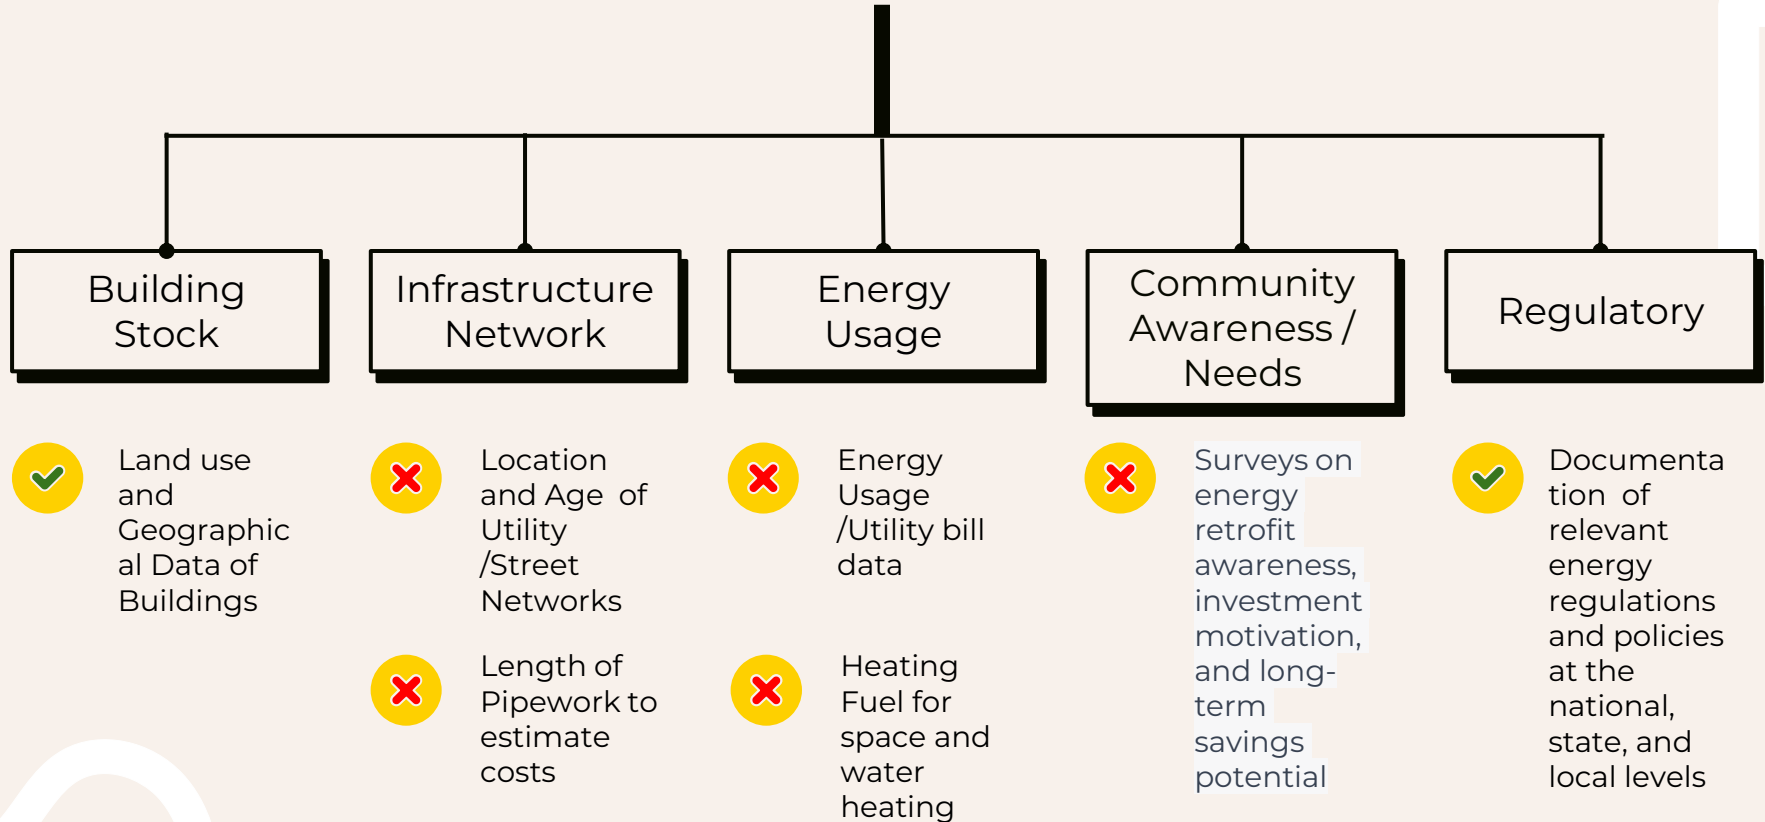 Building
Stock
Infrastructure
Network
Energy
Usage
Community
Awareness /
Needs
Regulatory
Land use
and
Geographic
al Data of
Buildings
Location
and Age of
Utility
/Street
Networks
Length of
Pipework to
estimate
costs
Energy
Usage
/Utility bill
data
Heating
Fuel for
space and
water
heating
Surveys on
energy
retrofit
awareness,
investment
motivation,
and long-
term
savings
potential
Documenta
tion of
relevant
energy
regulations
and policies
at the
national,
state, and
local levels